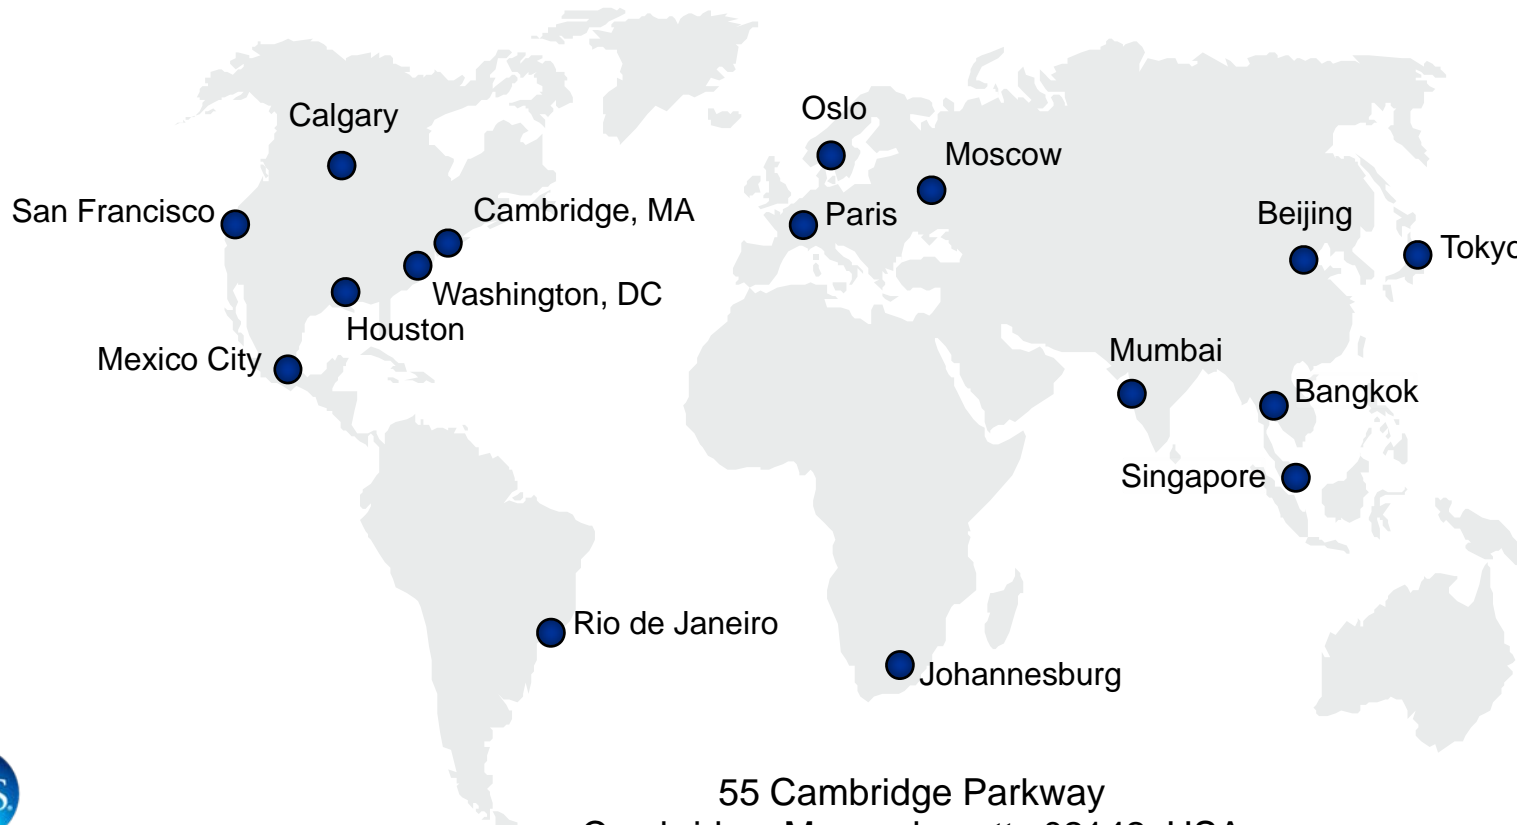 Calgary
Oslo
Moscow
San Francisco
Cambridge, MA
Paris
Beijing
Tokyo
Washington, DC
Houston
Mexico City
Mumbai
Bangkok
Singapore
Rio de Janeiro
Johannesburg
55 Cambridge Parkway